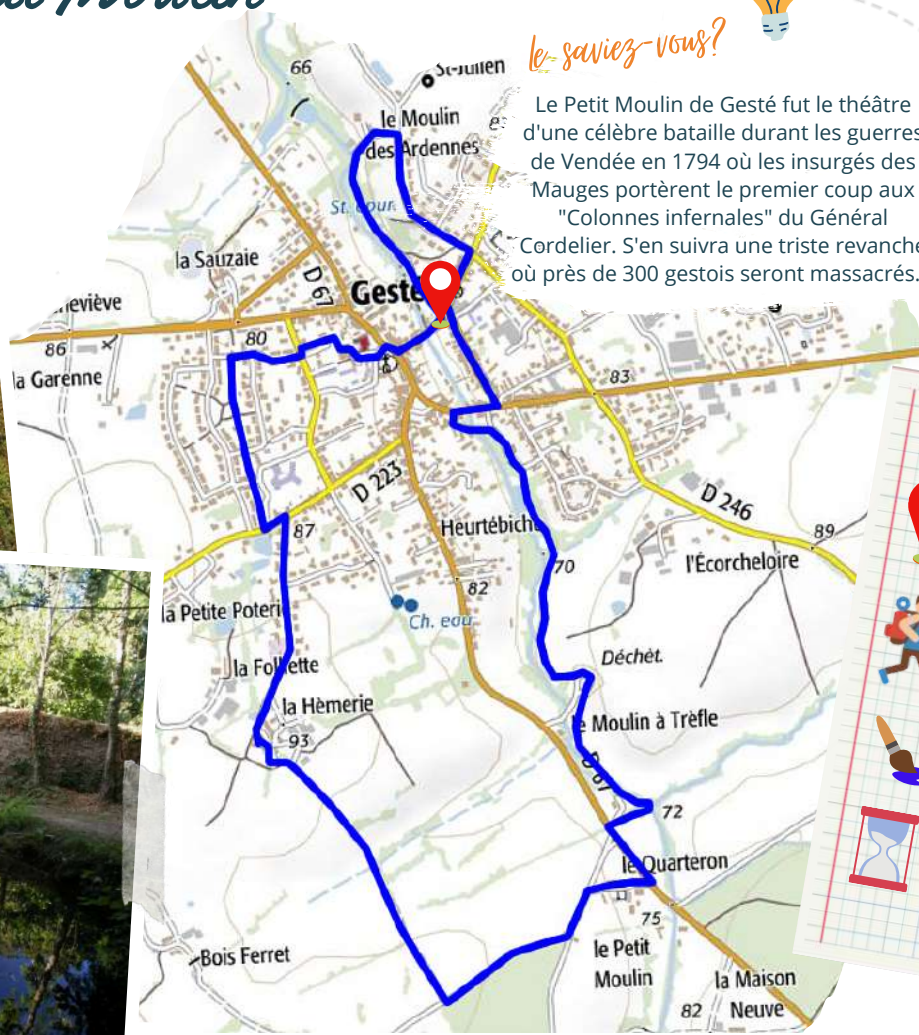 le saviez-vous?
Le Petit Moulin de Gesté fut le théâtre
d'une célèbre bataille durant les guerres
de Vendée en 1794 où les insurgés des
Mauges portèrent le premier coup aux
"Colonnes infernales" du Général
Cordelier. S'en suivra une triste revanche
où près de 300 gestois seront massacrés.
66
St-Julien
le Moulin
des Ardennes
la Sauzaie
D 67
Gesté
80
86
la Garenne
83
D 223
D 246
87
Heurtébiche
89
l'Écorcheloire
70
82
la Petite Poterie
Ch. eau
Déchèt.
la Foliette
la Hèmerie
93
le Moulin à Trèfle
D 67
72
le Quarteron
75
Bois Ferret
le Petit
Moulin
la Maison
Neuve
82